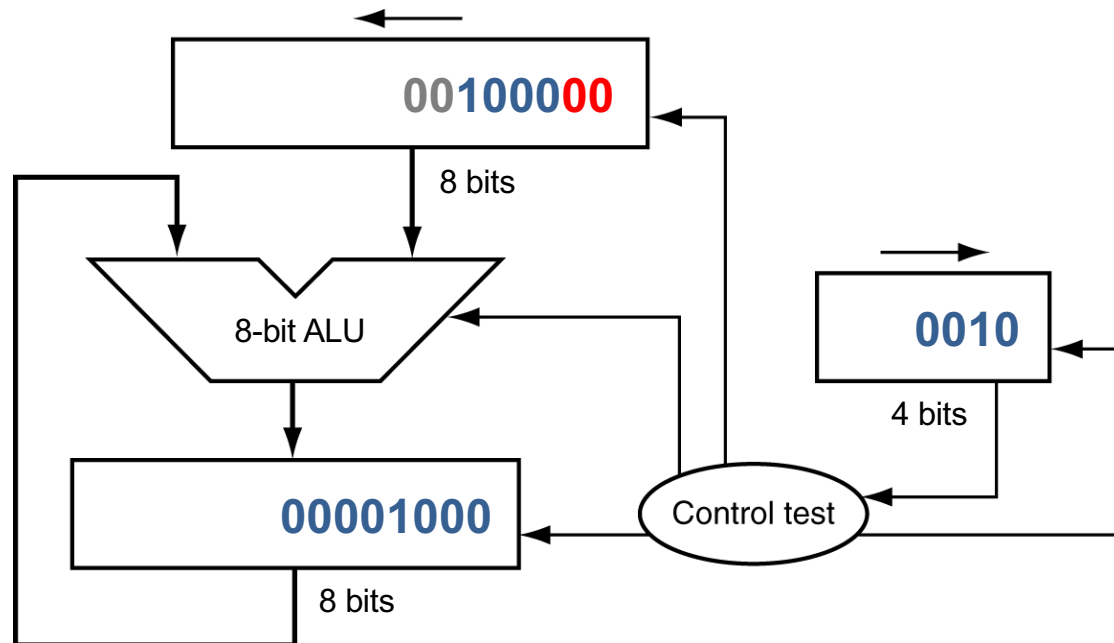 00100000
8 bits
8-bit ALU
0010
4 bits
Control test
00001000
8 bits